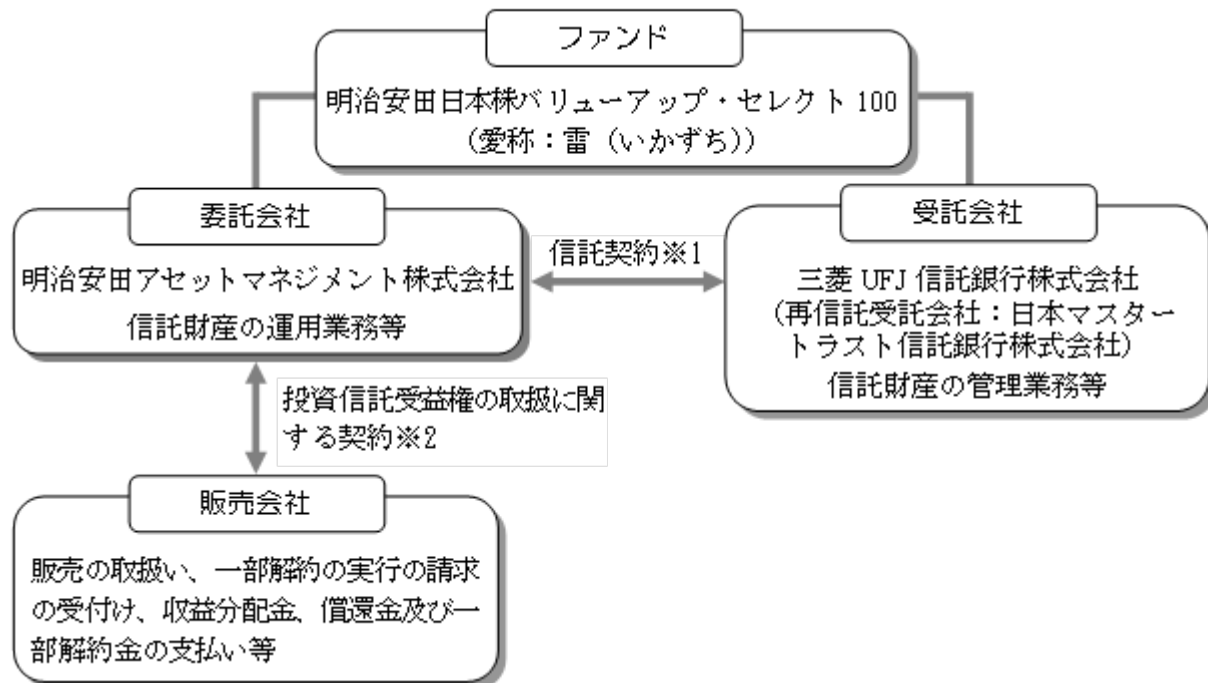 ファンド
明治安田日本株バリューアップ・セレクト100
（愛称：雷（いかずち））
委託会社
明治安田アセットマネジメント株式会社
信託財産の運用業務等
信託契約※1
受託会社
三菱UFJ信託銀行株式会社
（再信託受託会社：日本マスター
トラスト信託銀行株式会社）
信託財産の管理業務等
投資信託受益権の取扱に関
する契約※2
販売会社
販売の取扱い、一部解約の実行の請求
の受付け、収益分配金、償還金及び一
部解約金の支払い等